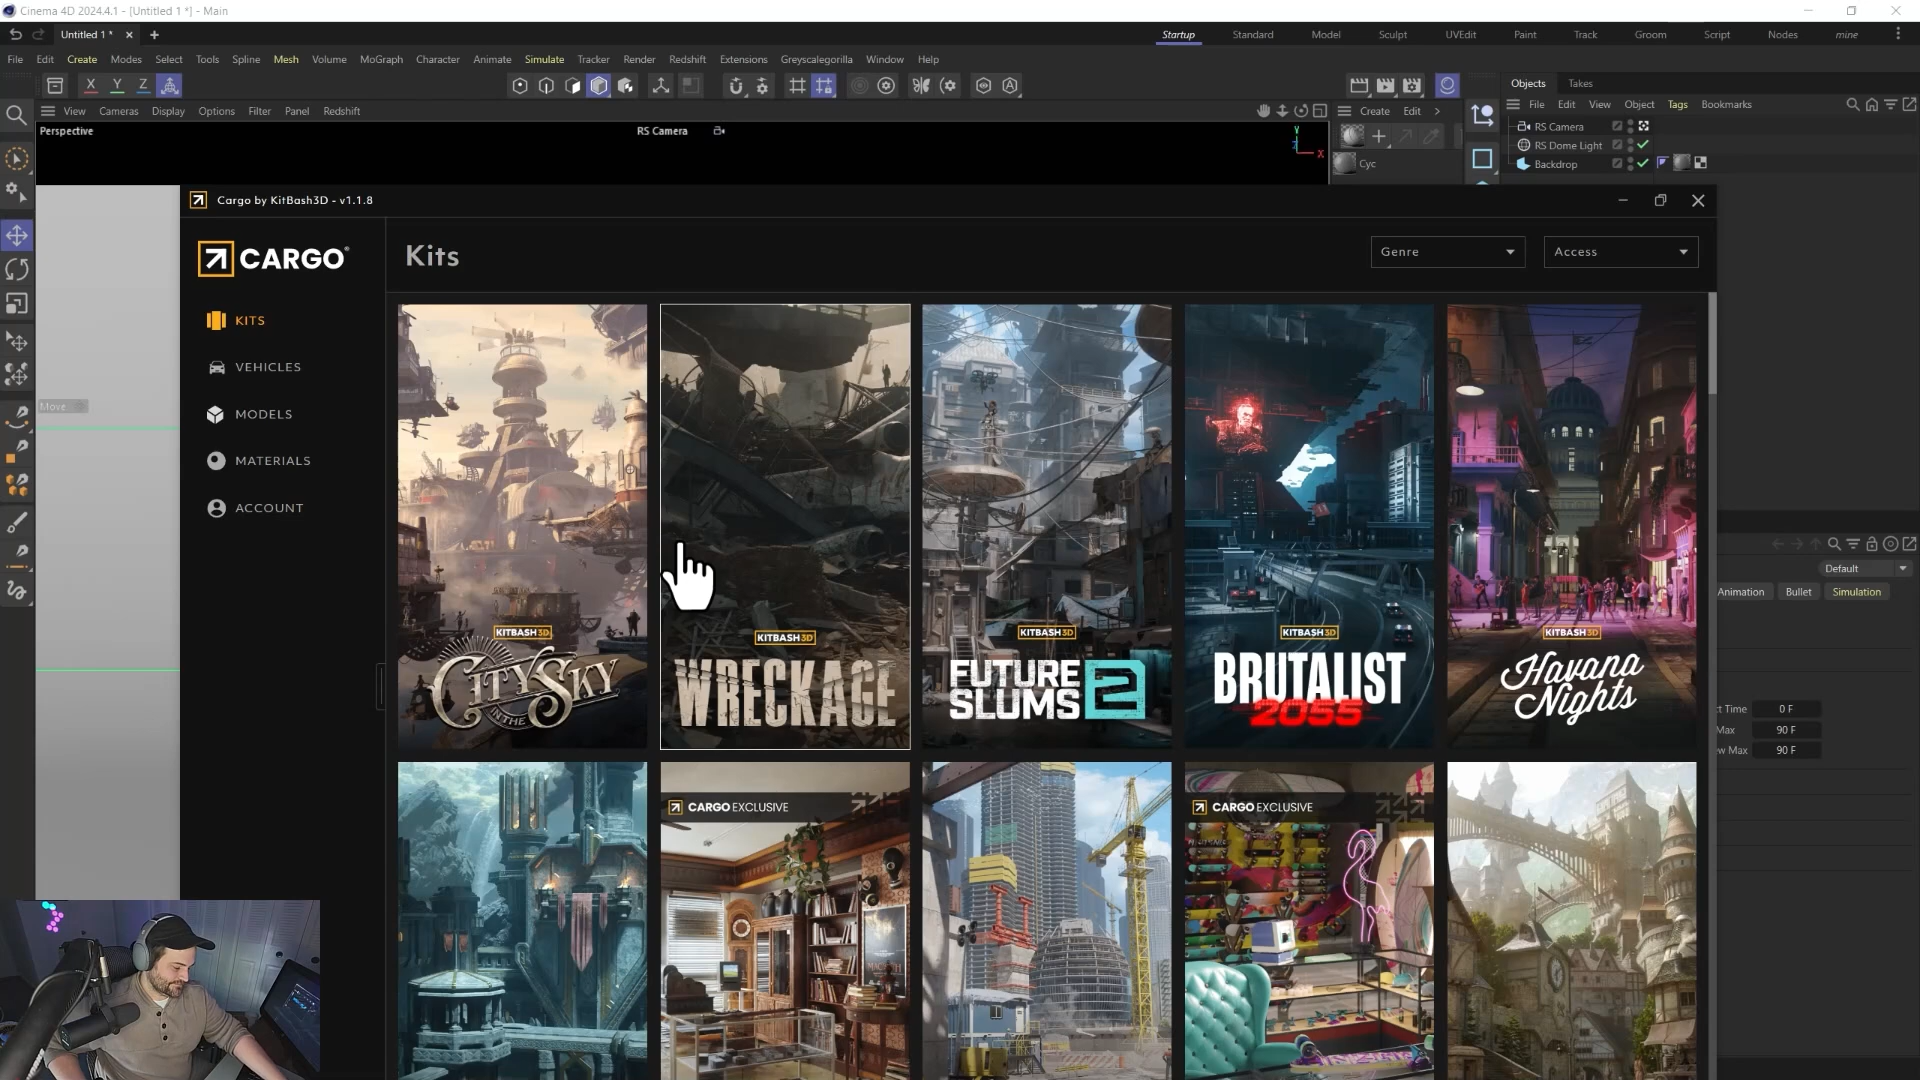 Cinema 4D 2024.4.1 - [Untitled 1 *] - Main
Untitled 1 *
Startup Standard Model Sculpt UVEdit Paint Track Groom Script Nodes mine
File Edit Create Modes Select Tools Spline Mesh Volume MoGraph Character Animate Simulate Tracker Render Redshift Extensions Greyscalegorilla Window Help
X Y Z
Objects Takes
View Cameras Display Options Filter Panel Redshift
Create Edit
File Edit View Object Tags Bookmarks
Perspective
RS Camera
Y
Z
X
Cyc
RS Camera
RS Dome Light
Backdrop
Cargo by KitBash3D - v1.1.8
CARGO
Kits
Genre
Access
KITS
VEHICLES
MODELS
MATERIALS
ACCOUNT
Move
KITBASH3D
CITY IN THE SKY
KITBASH3D
WRECKAGE
KITBASH3D
FUTURE SLUMS 2
KITBASH3D
BRUTALIST
2055
KITBASH3D
Havana
Nights
CARGO EXCLUSIVE
CARGO EXCLUSIVE
Default
Animation Bullet Simulation
Time 0 F
Max 90 F
Max 90 F